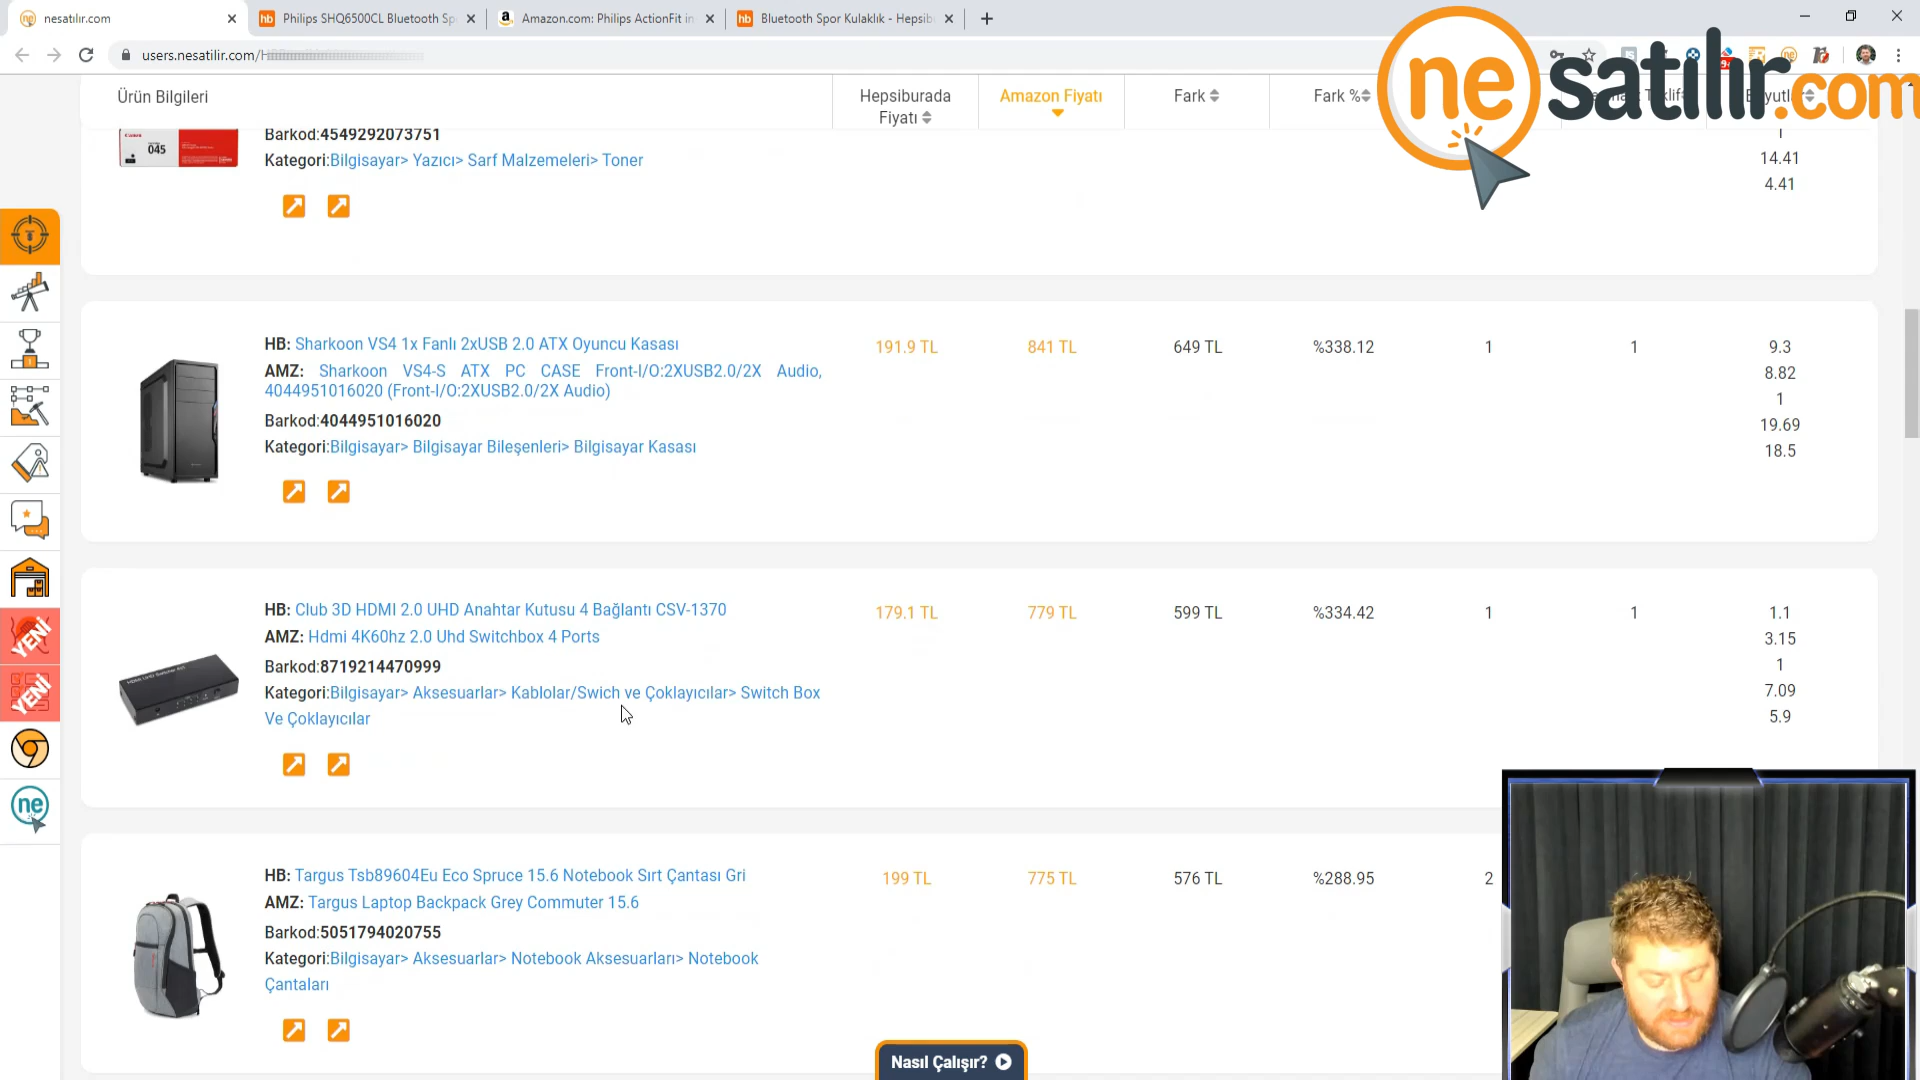 nesatılır.com
Philips SHQ6500CL Bluetooth Sp
Amazon.com: Philips ActionFit in
Bluetooth Spor Kulaklık - Hepsib
users.nesatilir.com/H
nesatılır.com
Ürün Bilgileri
Hepsiburada
Fiyatı
Amazon Fiyatı
Fark
Fark %
045
Barkod:4549292073751
Kategori:Bilgisayar> Yazıcı> Sarf Malzemeleri> Toner
1
14.41
4.41
HB: Sharkoon VS4 1x Fanlı 2xUSB 2.0 ATX Oyuncu Kasası
AMZ: Sharkoon VS4-S ATX PC CASE Front-I/O:2XUSB2.0/2X Audio,
4044951016020 (Front-I/O:2XUSB2.0/2X Audio)
Barkod:4044951016020
Kategori:Bilgisayar> Bilgisayar Bileşenleri> Bilgisayar Kasası
191.9 TL
841 TL
649 TL
%338.12
1
1
9.3
8.82
1
19.69
18.5
HB: Club 3D HDMI 2.0 UHD Anahtar Kutusu 4 Bağlantı CSV-1370
AMZ: Hdmi 4K60hz 2.0 Uhd Switchbox 4 Ports
Barkod:8719214470999
Kategori:Bilgisayar> Aksesuarlar> Kablolar/Swich ve Çoklayıcılar> Switch Box
Ve Çoklayıcılar
179.1 TL
779 TL
599 TL
%334.42
1
1
1.1
3.15
1
7.09
5.9
HB: Targus Tsb89604Eu Eco Spruce 15.6 Notebook Sırt Çantası Gri
AMZ: Targus Laptop Backpack Grey Commuter 15.6
Barkod:5051794020755
Kategori:Bilgisayar> Aksesuarlar> Notebook Aksesuarları> Notebook
Çantaları
199 TL
775 TL
576 TL
%288.95
2
YENİ
YENİ
ne
Nasıl Çalışır?